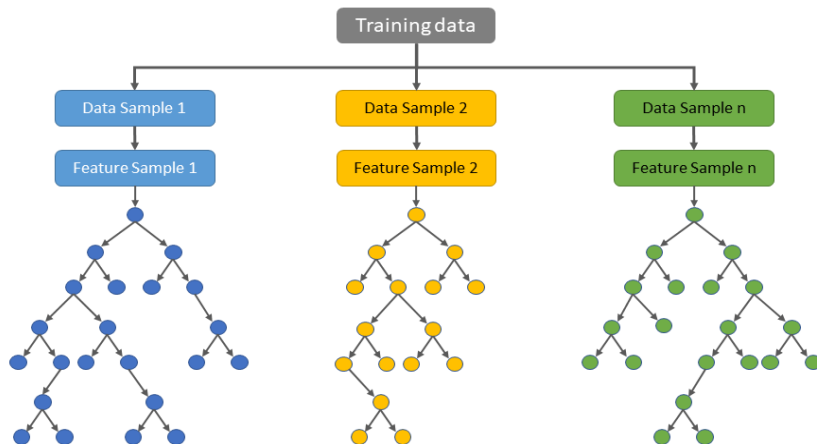 Training data
Data Sample 1
Data Sample 2
Data Sample n
Feature Sample 1
Feature Sample 2
Feature Sample n